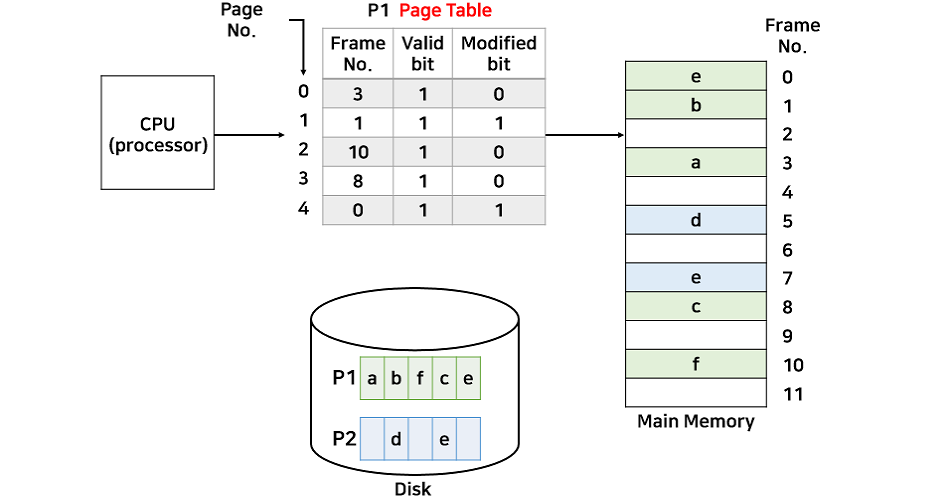 Page
No.
P1 Page Table
Frame
No.
Valid
bit
Modified
bit
0 3 1 0
1 1 1 1
2 10 1 0
3 8 1 0
4 0 1 1
CPU
(processor)
Frame
No.
e 0
b 1
2
a 3
4
d 5
6
e 7
c 8
9
f 10
11
Main Memory
P1 a b f c e
P2 d e
Disk